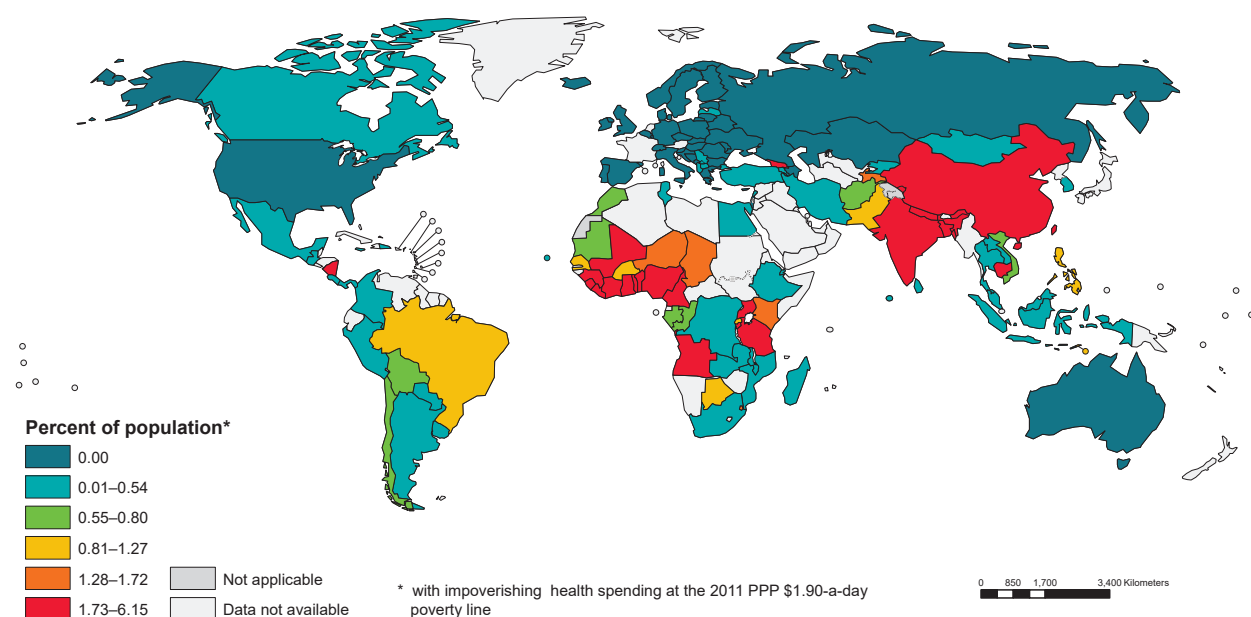 Percent of population*
0.00
0.01–0.54
0.55–0.80
0.81–1.27
1.28–1.72
1.73–6.15
Not applicable
Data not available
* with impoverishing health spending at the 2011 PPP $1.90-a-day
poverty line
0 850 1,700 3,400 Kilometers